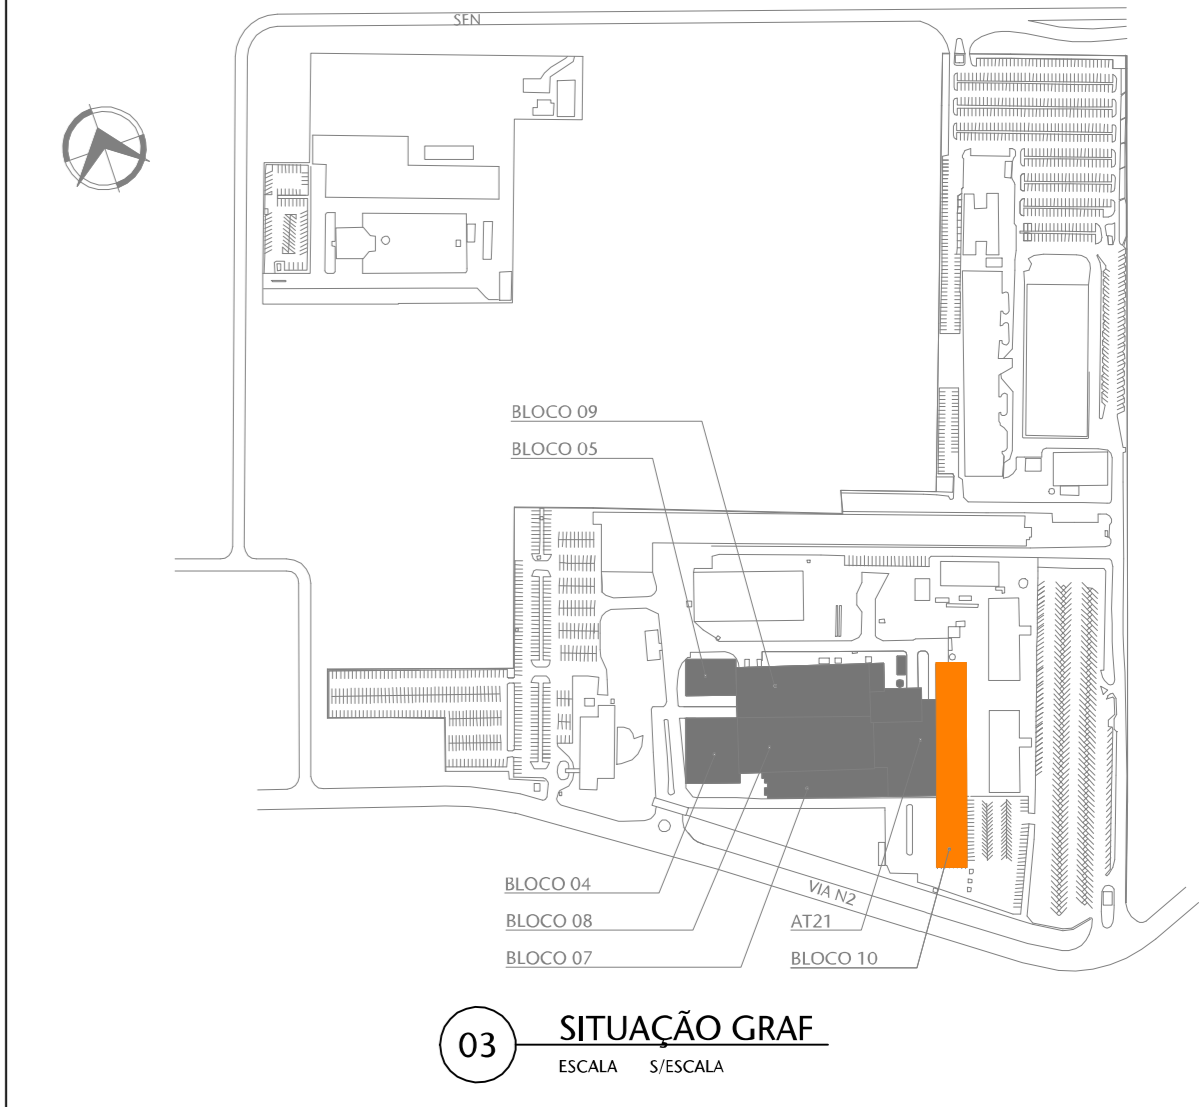 SEN
BLOCO 09
BLOCO 05
BLOCO 04
BLOCO 08
BLOCO 07
VIA N2
AT21
BLOCO 10
03
SITUAÇÃO GRAF
ESCALA S/ESCALA